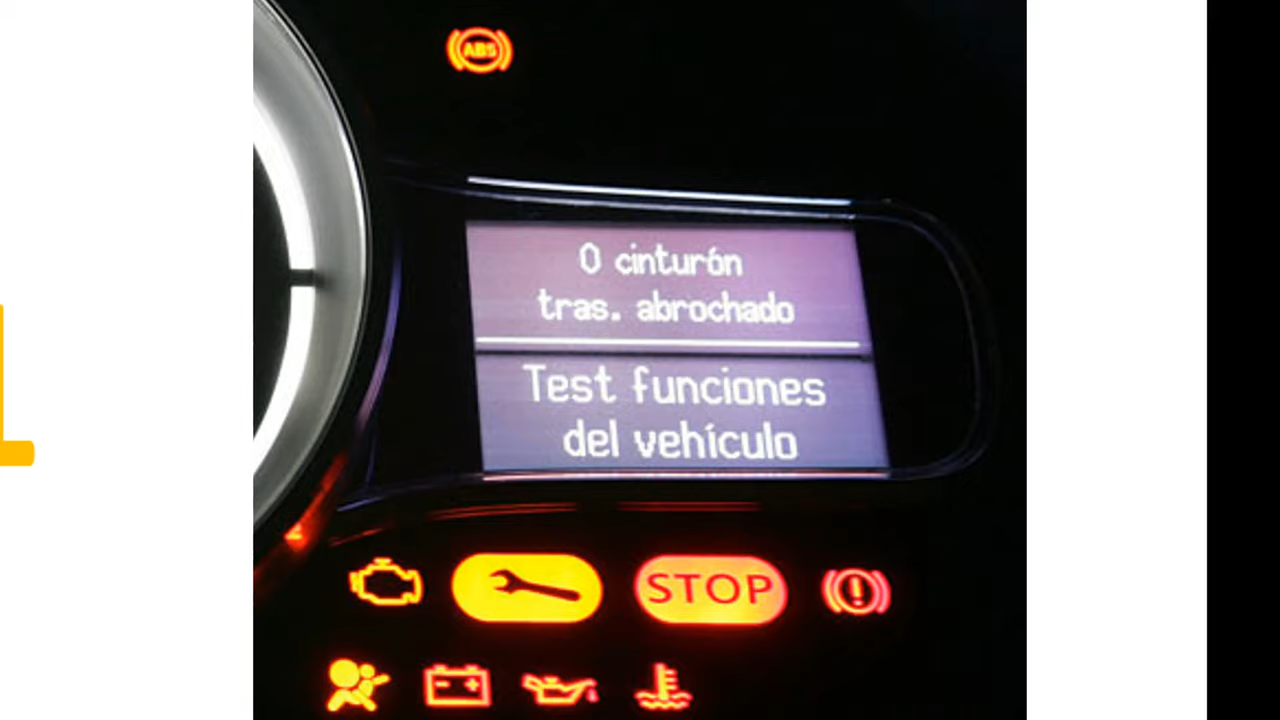 ABS
0 cinturón
tras. abrochado
Test funciones
del vehículo
STOP